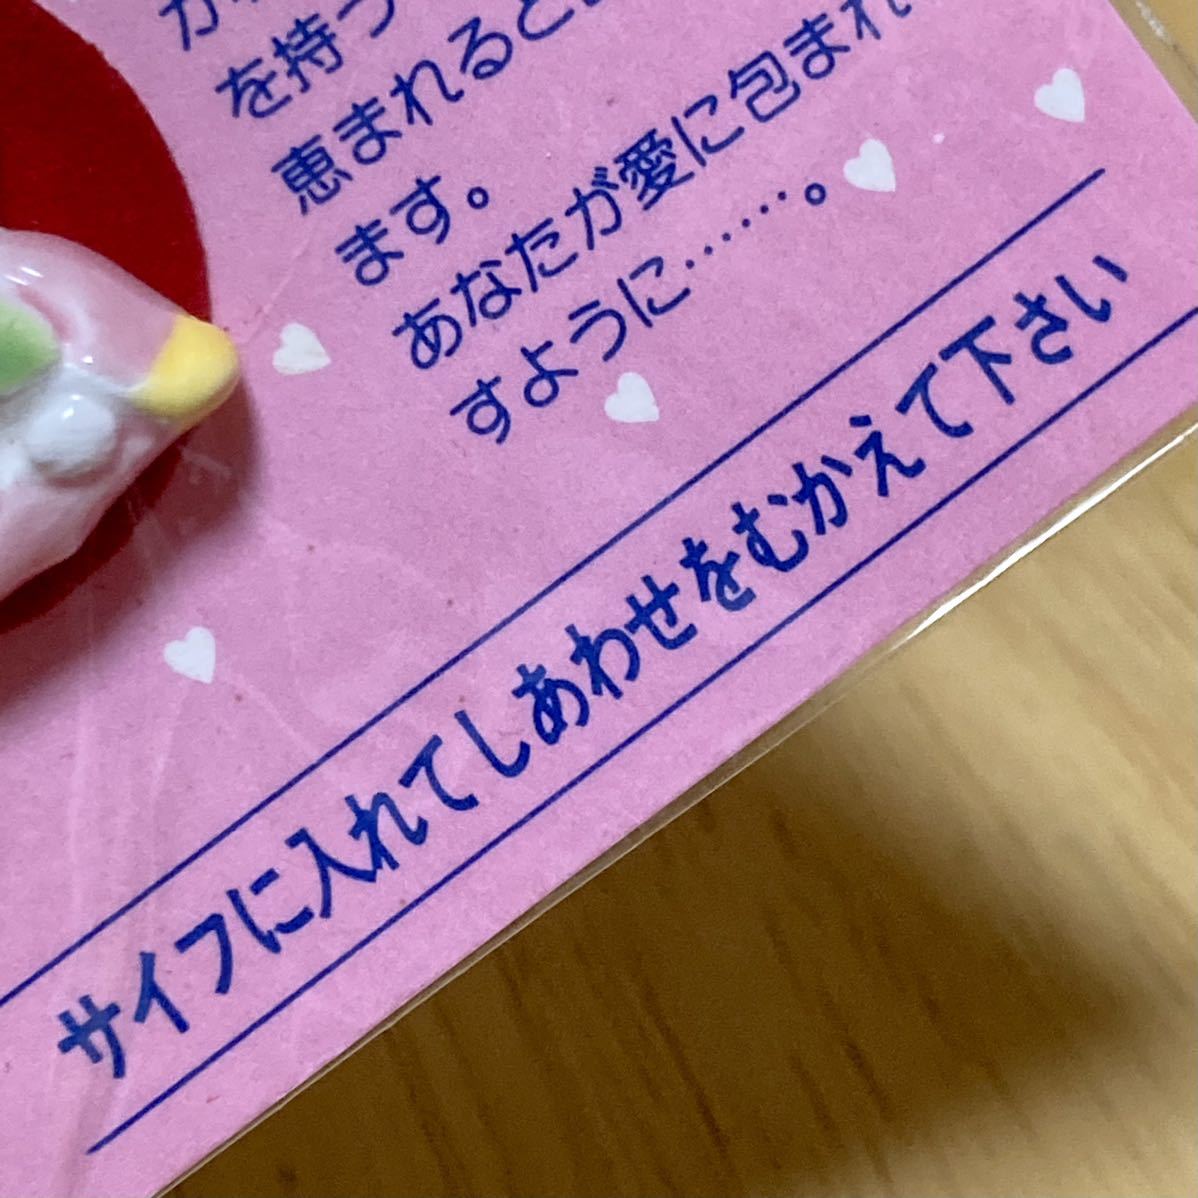 を持つ
恵まれると
ます。
あなたが愛に包まれ
すように……。
サイフに入れてしあわせをむかえて下さい